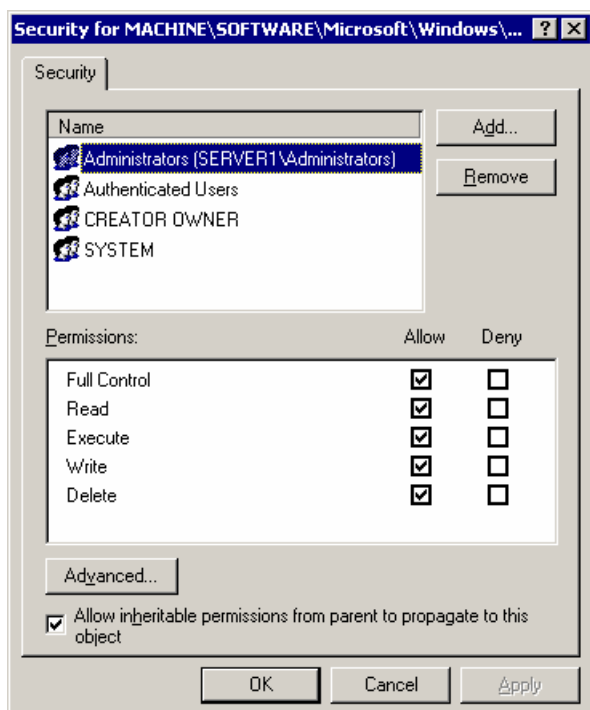 Security for MACHINE\SOFTWARE\Microsoft\Windows\...
Security
Name
Add...
Administrators (SERVER1\Administrators)
Remove
Authenticated Users
CREATOR OWNER
SYSTEM
Permissions: Allow Deny
Full Control
Read
Execute
Write
Delete
Advanced...
Allow inheritable permissions from parent to propagate to this
object
OK Cancel Apply